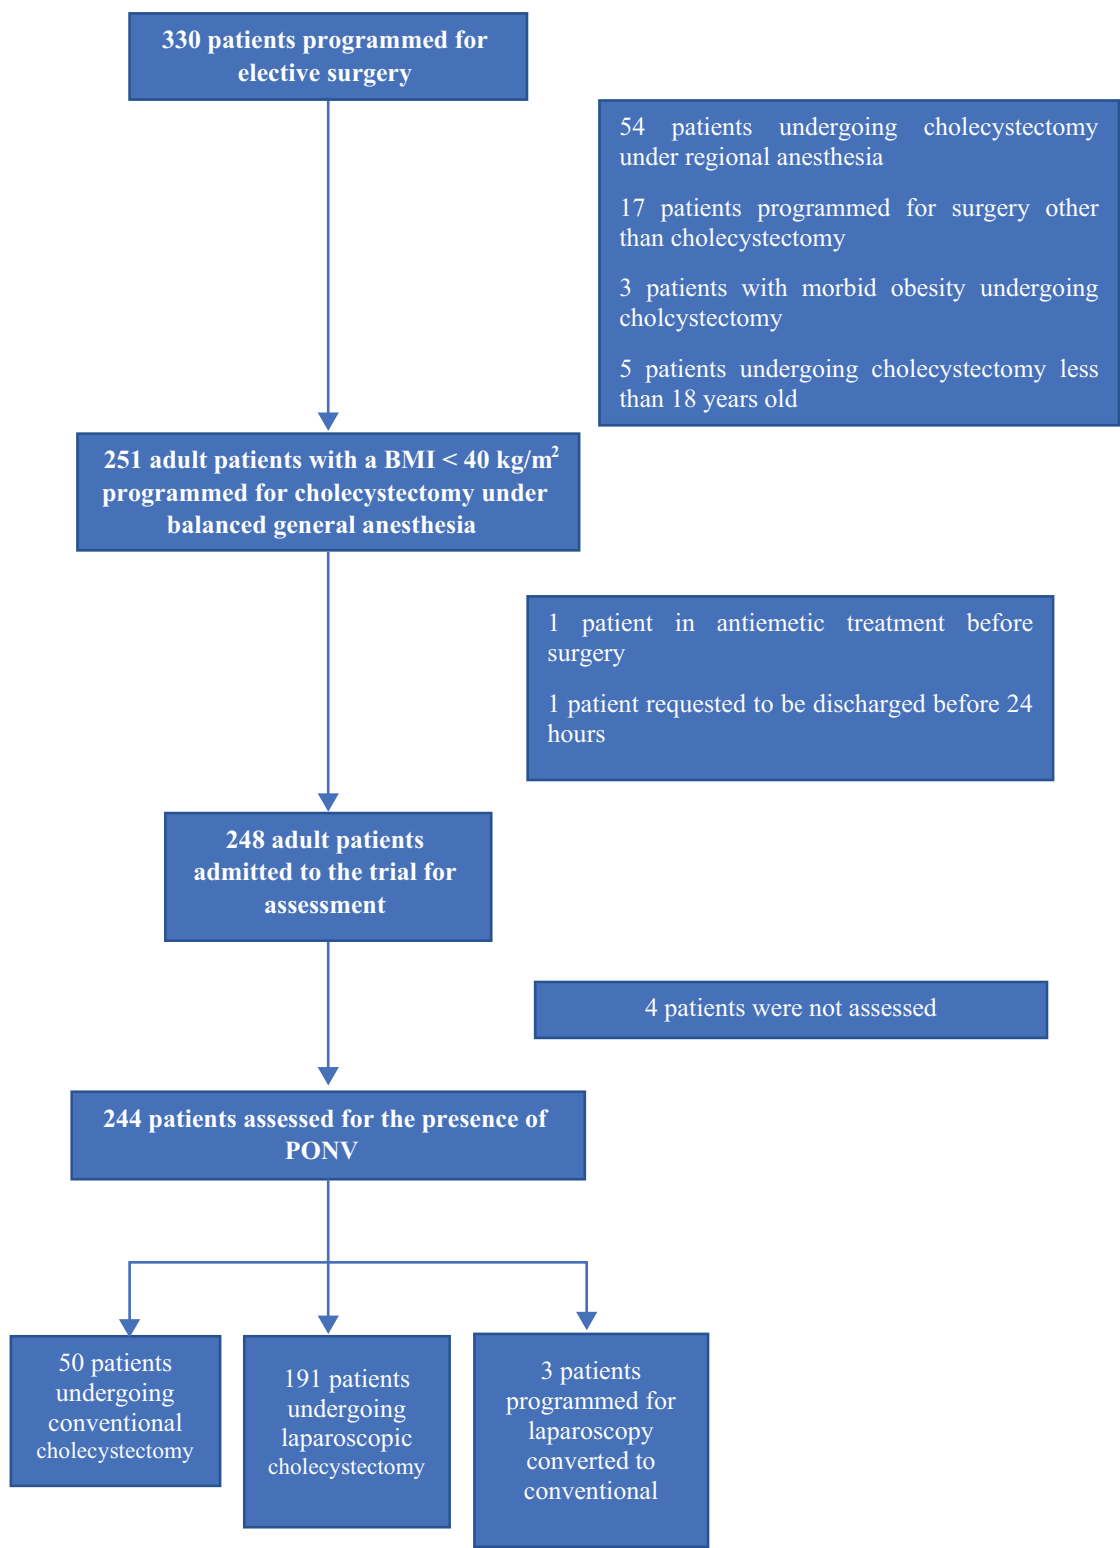 330 patients programmed for
elective surgery
54 patients undergoing cholecystectomy
under regional anesthesia
17 patients programmed for surgery other
than cholecystectomy
3 patients with morbid obesity undergoing
cholcystectomy
5 patients undergoing cholecystectomy less
than 18 years old
251 adult patients with a BMI < 40 kg/m²
programmed for cholecystectomy under
balanced general anesthesia
1 patient in antiemetic treatment before
surgery
1 patient requested to be discharged before 24
hours
248 adult patients
admitted to the trial for
assessment
4 patients were not assessed
244 patients assessed for the presence of
PONV
50 patients
undergoing
conventional
cholecystectomy
191 patients
undergoing
laparoscopic
cholecystectomy
3 patients
programmed for
laparoscopy
converted to
conventional